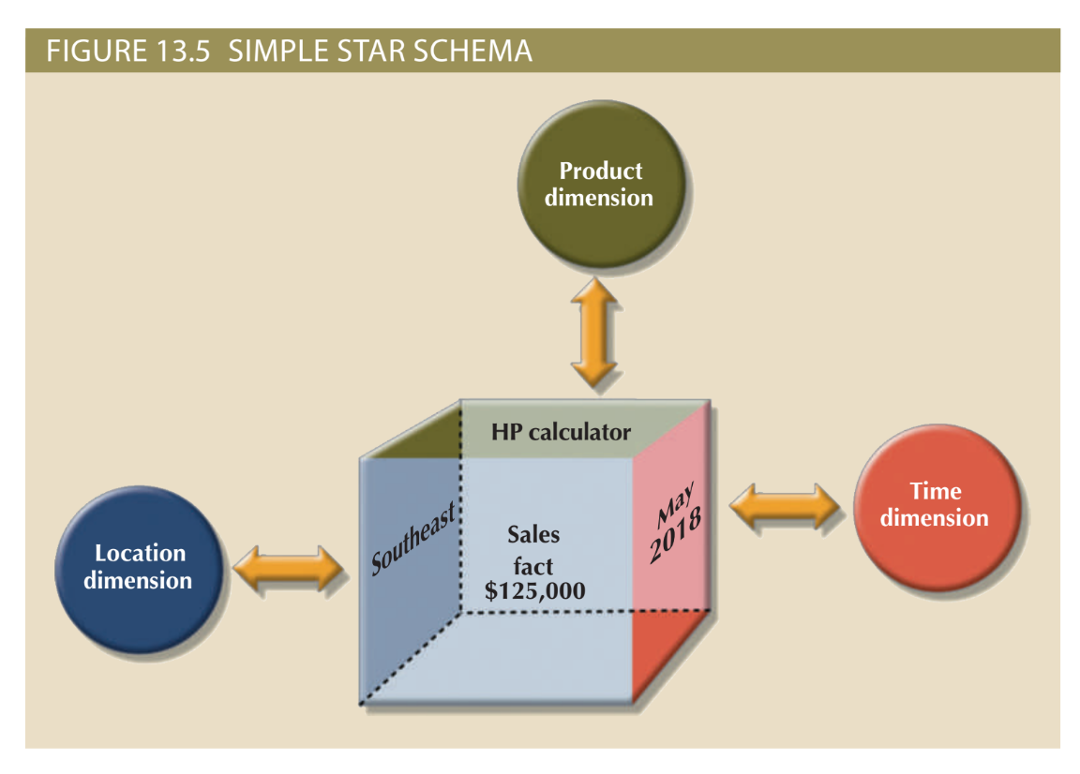 FIGURE 13.5 SIMPLE STAR SCHEMA
Product
dimension
HP calculator
Southeast
Sales
fact
$125,000
May
2018
Time
dimension
Location
dimension